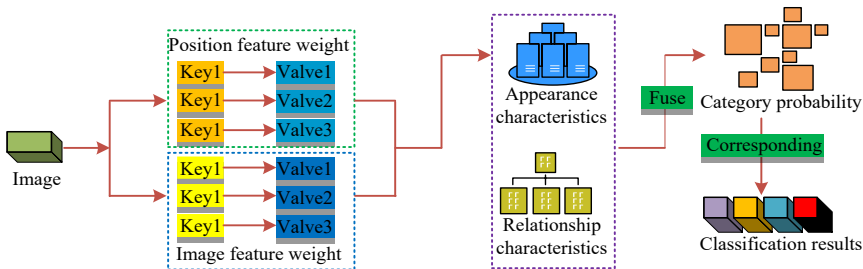 Image
Position feature weight
Key1 Valve1
Key1 Valve2
Key1 Valve3
Key1 Valve1
Key1 Valve2
Key1 Valve3
Image feature weight
Appearance
characteristics
Relationship
characteristics
Fuse
Category probability
Corresponding
Classification results